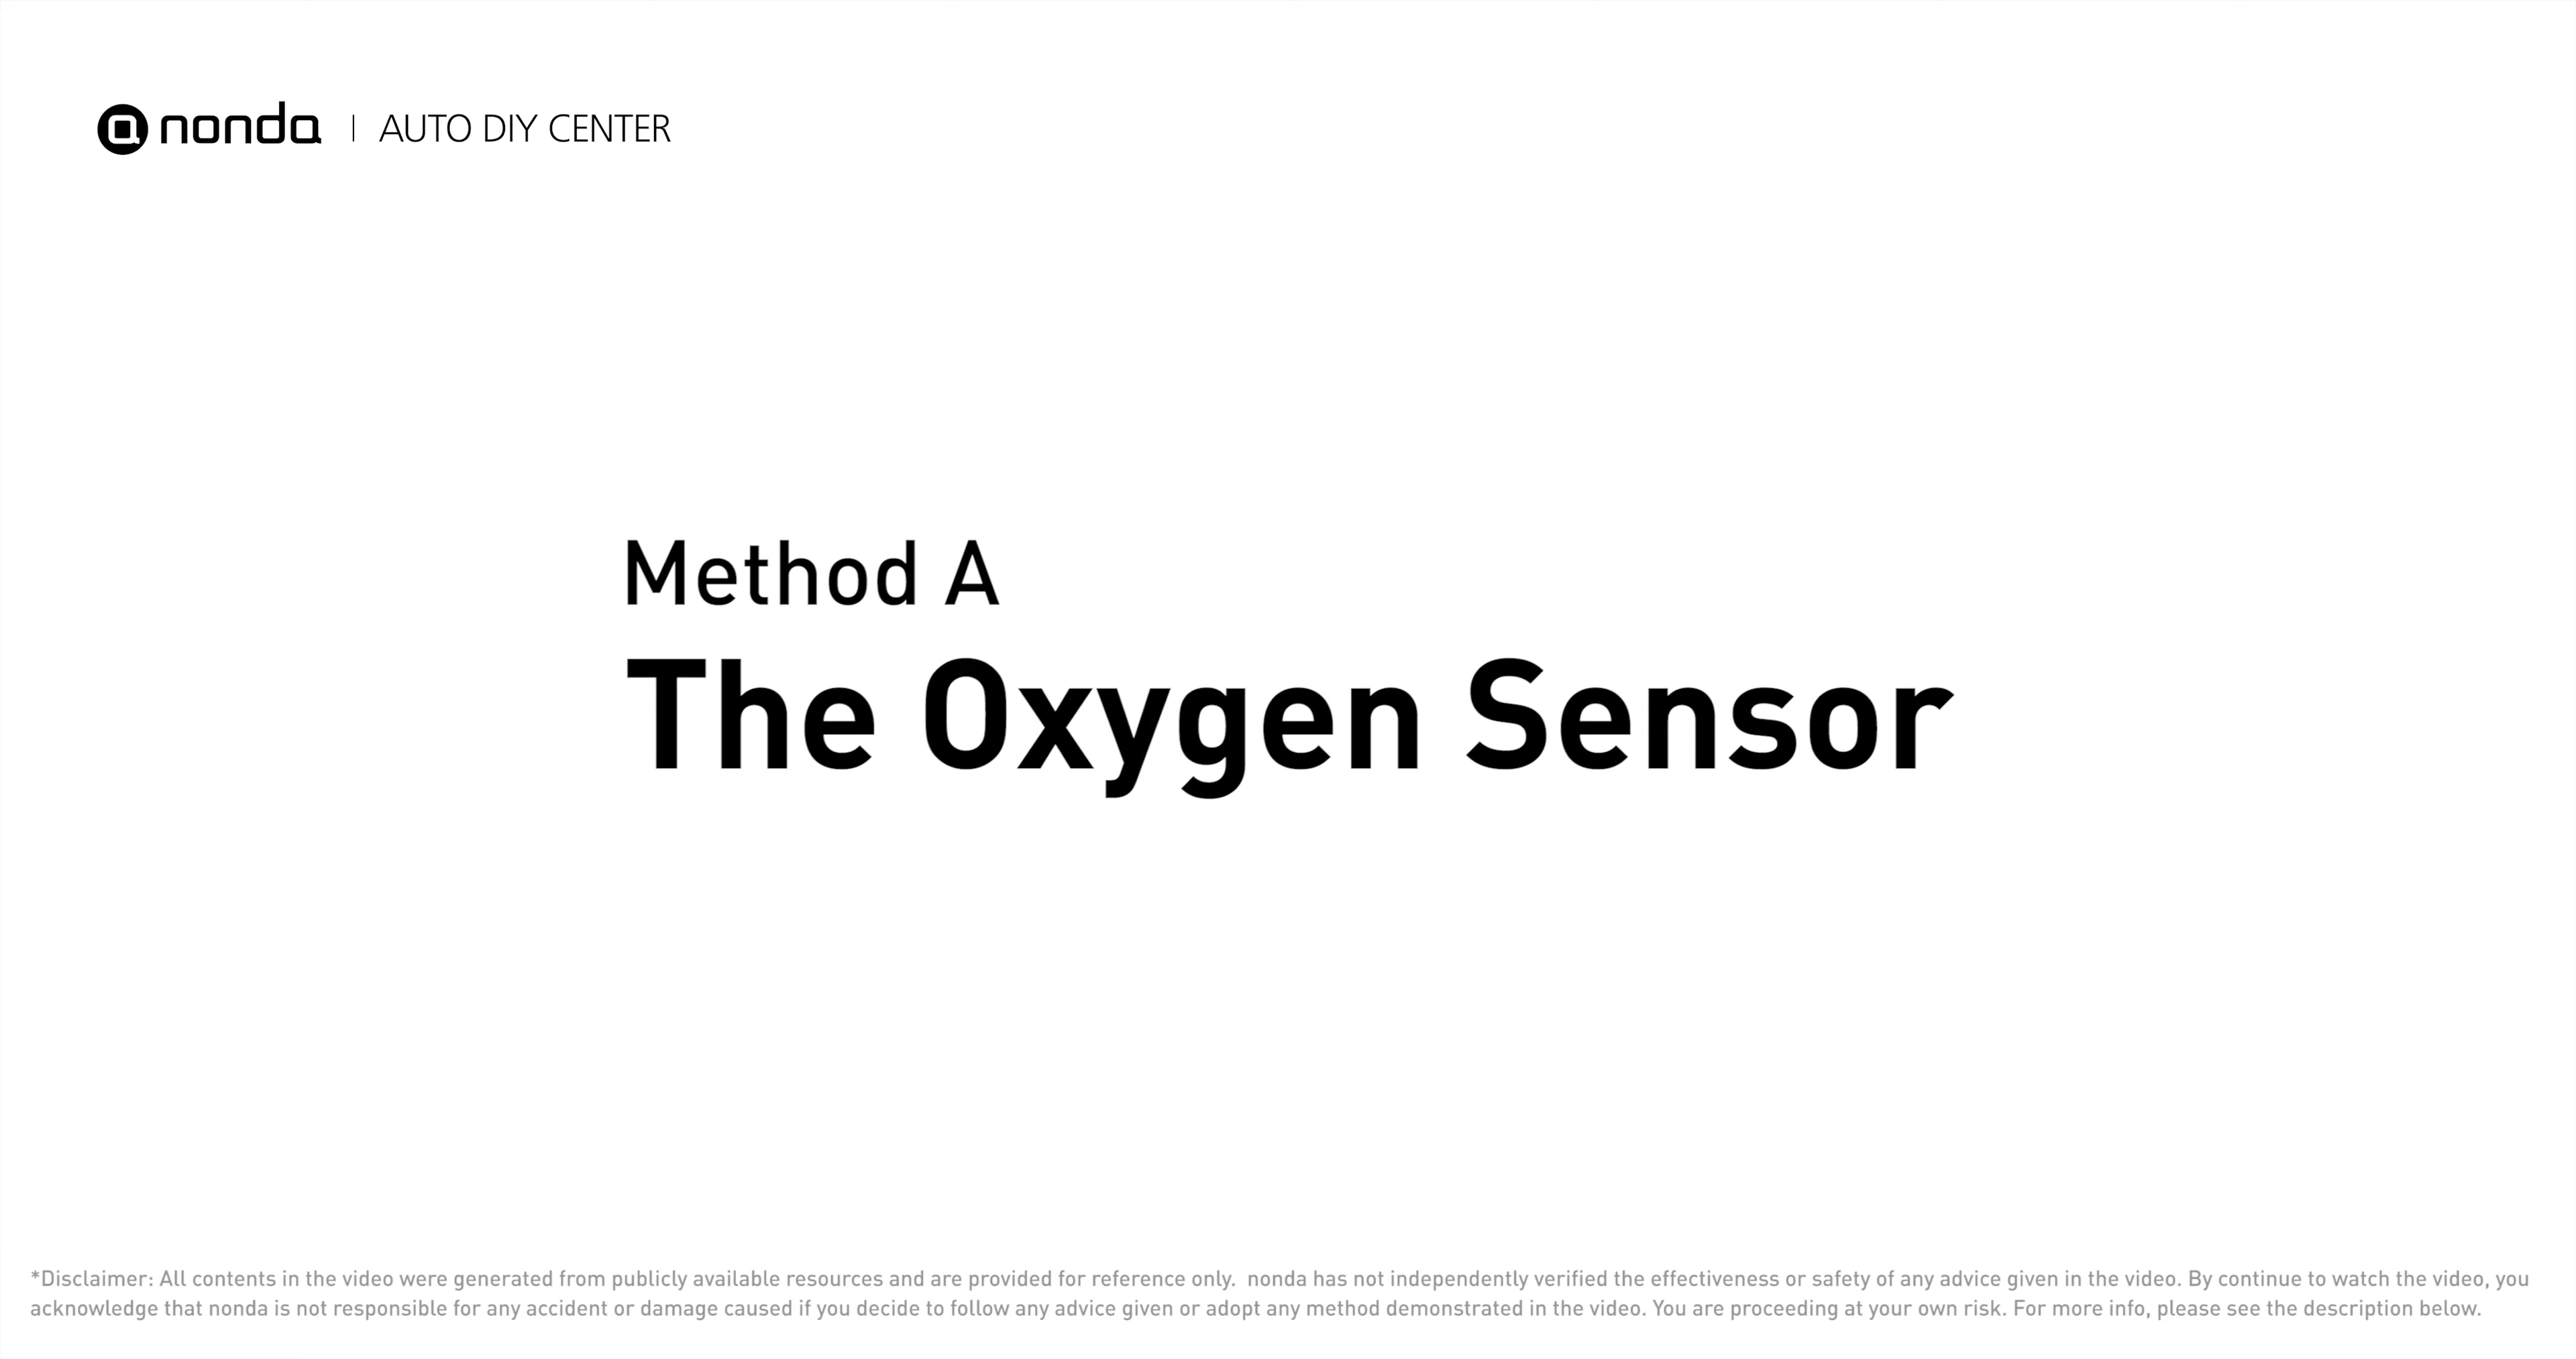 nonda | AUTO DIY CENTER
Method A
The Oxygen Sensor
*Disclaimer: All contents in the video were generated from publicly available resources and are provided for reference only.  nonda has not independently verified the effectiveness or safety of any advice given in the video. By continue to watch the video, you
acknowledge that nonda is not responsible for any accident or damage caused if you decide to follow any advice given or adopt any method demonstrated in the video. You are proceeding at your own risk. For more info, please see the description below.